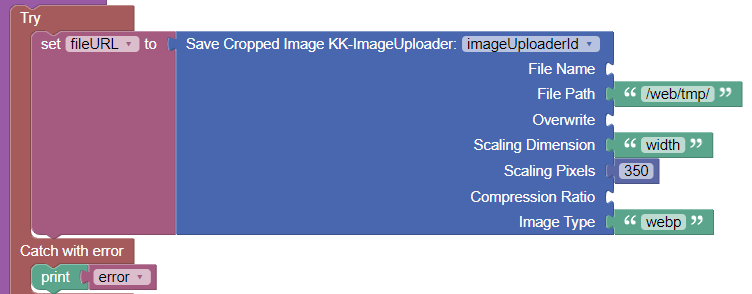 Try
set fileURL to Save Cropped Image KK-ImageUploader: imageUploaderId
File Name
File Path “ /web/tmp/ ”
Overwrite
Scaling Dimension “ width ”
Scaling Pixels 350
Compression Ratio
Image Type “ webp ”
Catch with error
print error